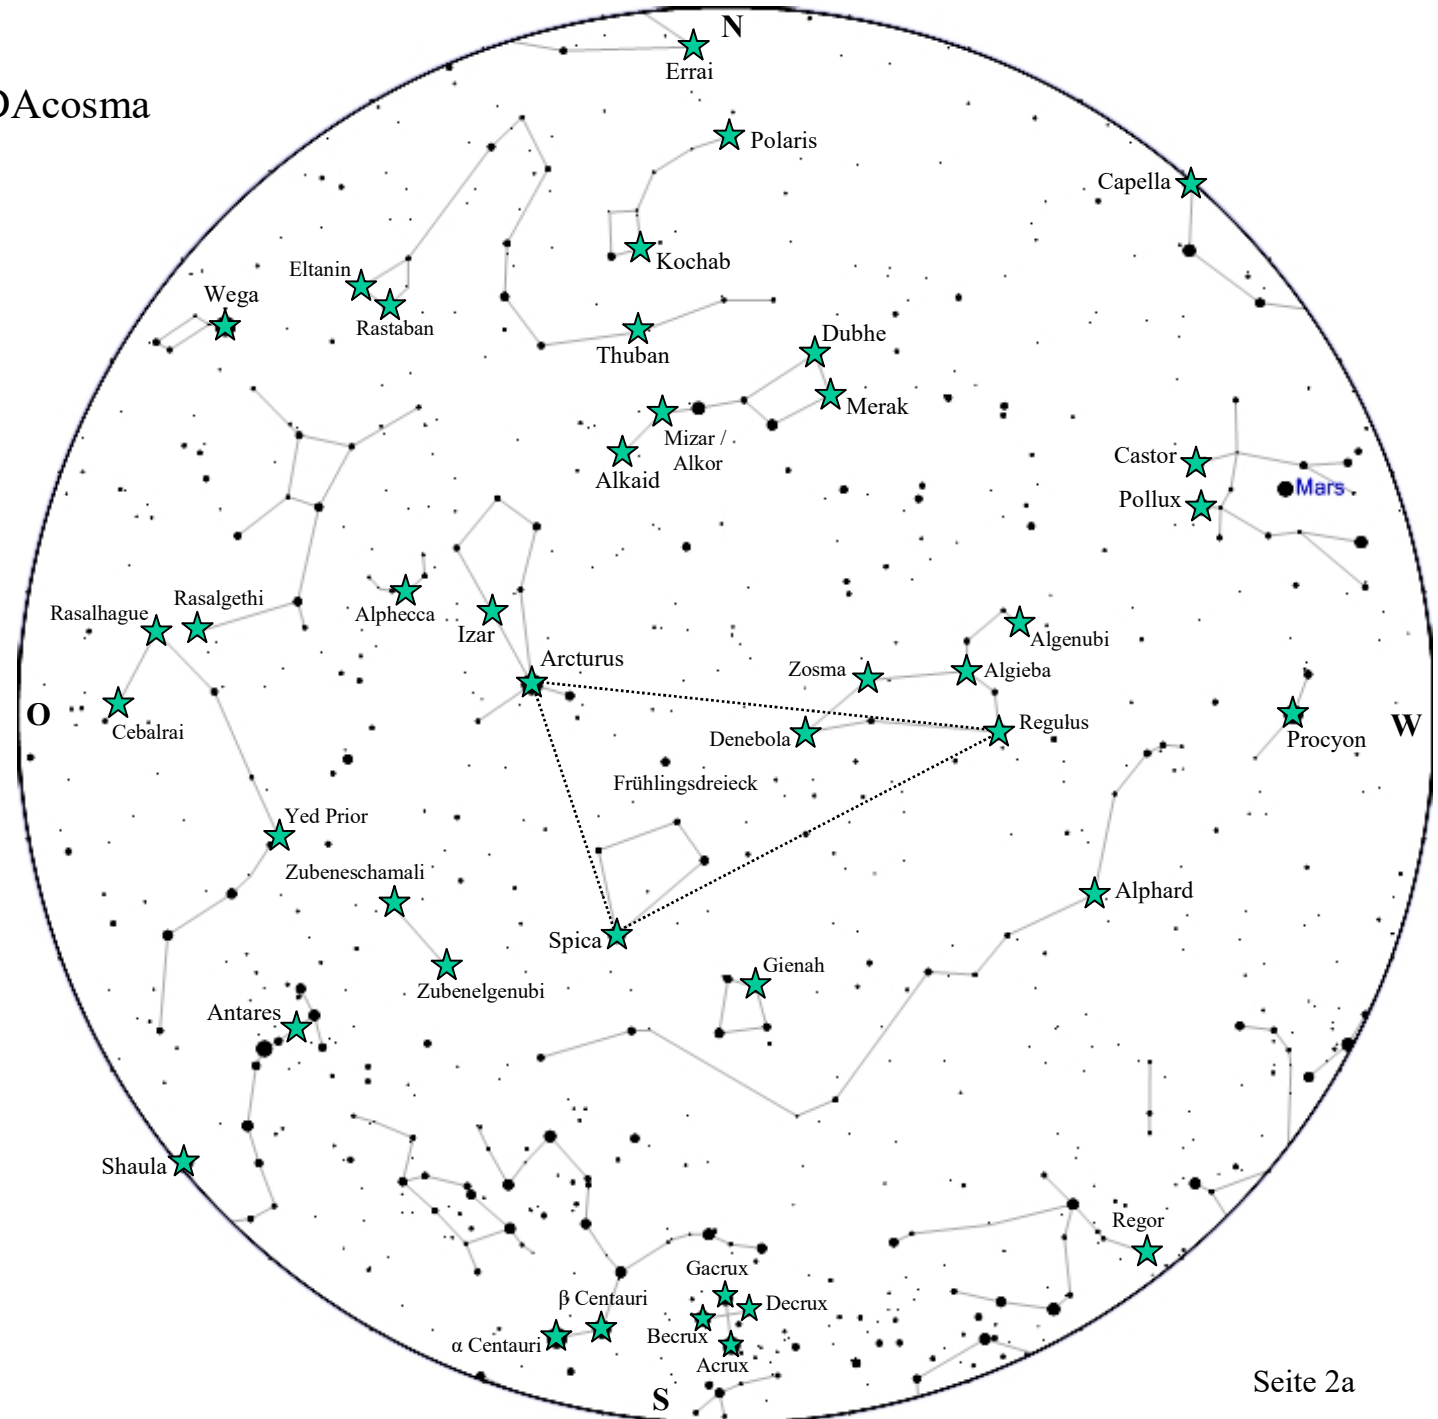 N
Errai
DAcosma
Polaris
Capella
Kochab
Eltanin
Wega
Rastaban
Thuban
Dubhe
Merak
Mizar /
Alkor
Alkaid
Castor
Mars
Pollux
Rasalhague
Rasalgethi
Alphecca
Izar
Algenubi
Arcturus
Zosma
Algieba
O
Cebalrai
Denebola
Regulus
Procyon
W
Frühlingsdreieck
Yed Prior
Zubeneschamali
Alphard
Spica
Gienah
Zubenelgenubi
Antares
Shaula
Regor
Gacrux
β Centauri
Decrux
Becrux
α Centauri
Acrux
S
Seite 2a